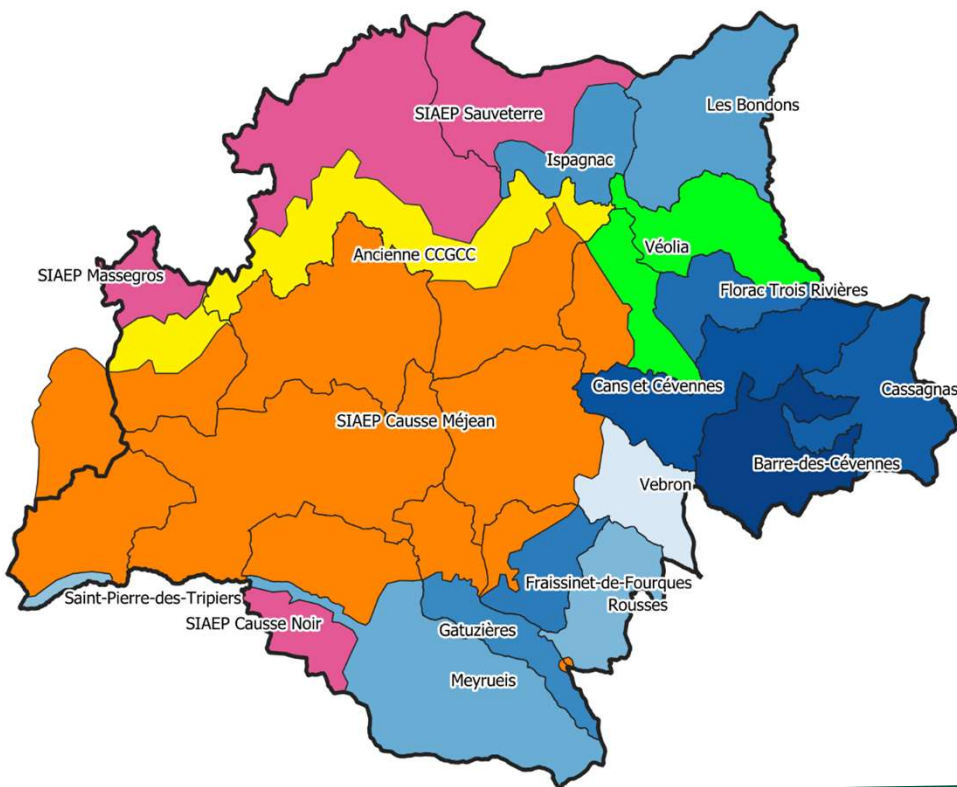 Les Bondons
SIAEP Sauveterre
Ispagnac
Véolia
Ancienne CCGCC
SIAEP Massegros
Florac Trois Rivières
Cans et Cévennes
Cassagnas
SIAEP Causse Méjean
Barre-des-Cévennes
Vebron
Fraissinet-de-Fourques
Saint-Pierre-des-Tripiers
Rousses
SIAEP Causse Noir
Gatuzières
Meyrueis